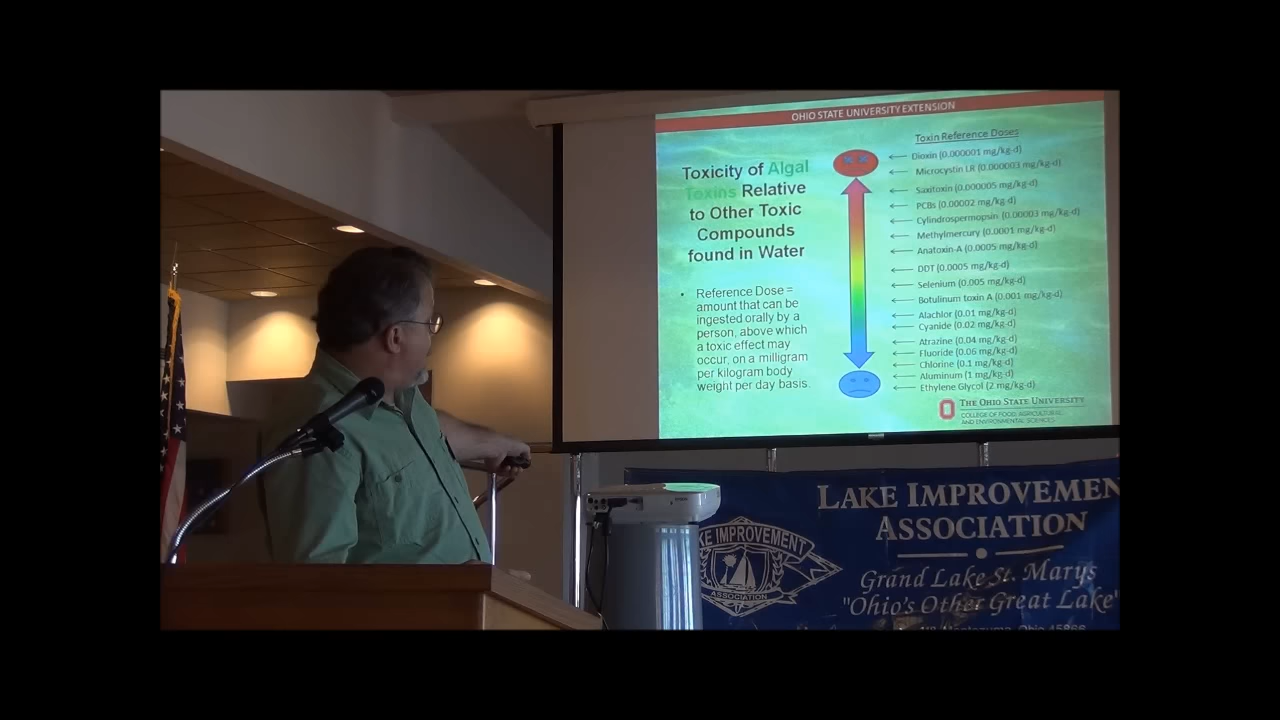 OHIO STATE UNIVERSITY EXTENSION
Toxicity of Algal
Toxins Relative
to Other Toxic
Compounds
found in Water
• Reference Dose =
amount that can be
ingested orally by a
person, above which
a toxic effect may
occur, on a milligram
per kilogram body
weight per day basis.
Toxin Reference Doses
Dioxin (0.000001 mg/kg-d)
Microcystin LR (0.000003 mg/kg-d)
Saxitoxin (0.000005 mg/kg-d)
PCBs (0.00002 mg/kg-d)
Cylindrospermopsin (0.00003 mg/kg-d)
Methylmercury (0.0001 mg/kg-d)
Anatoxin-A (0.0005 mg/kg-d)
DDT (0.0005 mg/kg-d)
Selenium (0.005 mg/kg-d)
Botulinum toxin A (0.001 mg/kg-d)
Alachlor (0.01 mg/kg-d)
Cyanide (0.02 mg/kg-d)
Atrazine (0.04 mg/kg-d)
Fluoride (0.06 mg/kg-d)
Chlorine (0.1 mg/kg-d)
Aluminum (1 mg/kg-d)
Ethylene Glycol (2 mg/kg-d)
THE OHIO STATE UNIVERSITY
COLLEGE OF FOOD, AGRICULTURAL,
AND ENVIRONMENTAL SCIENCES
LAKE IMPROVEMEN
ASSOCIATION
KE IMPROVEMENT
ASSOCIATION
Grand Lake St. Marys
"Ohio's Other Great Lake"
Montezuma, Ohio 45866